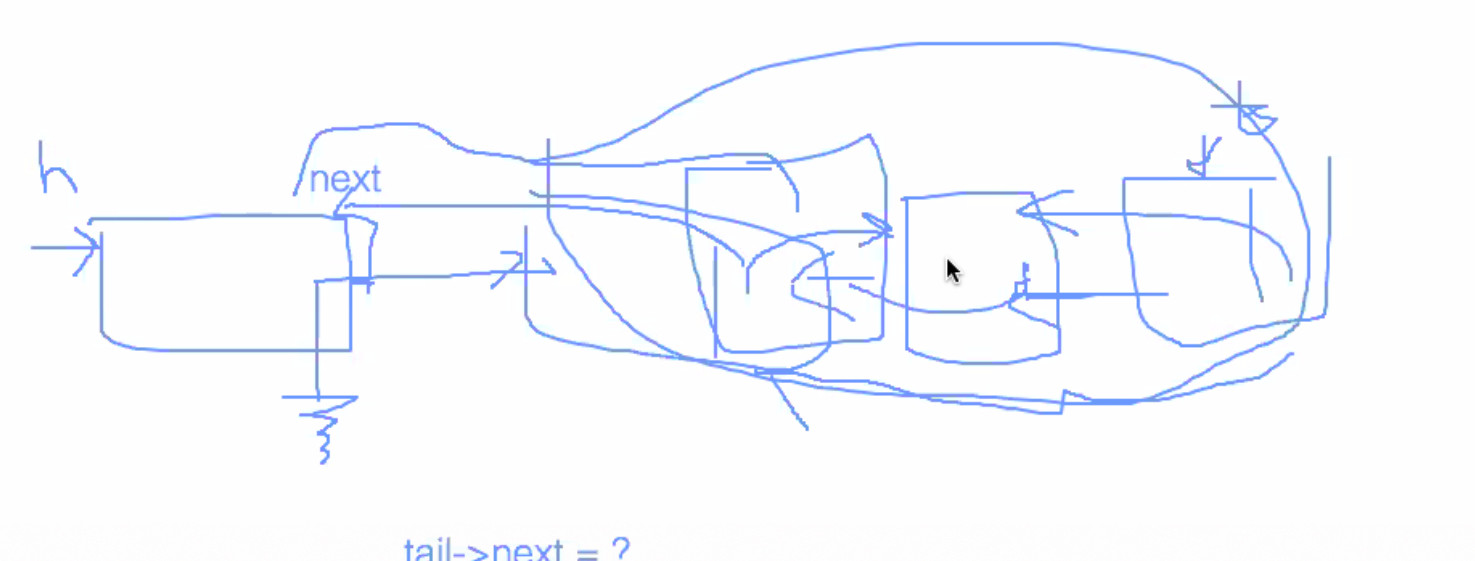 h
next
tail->next = ?